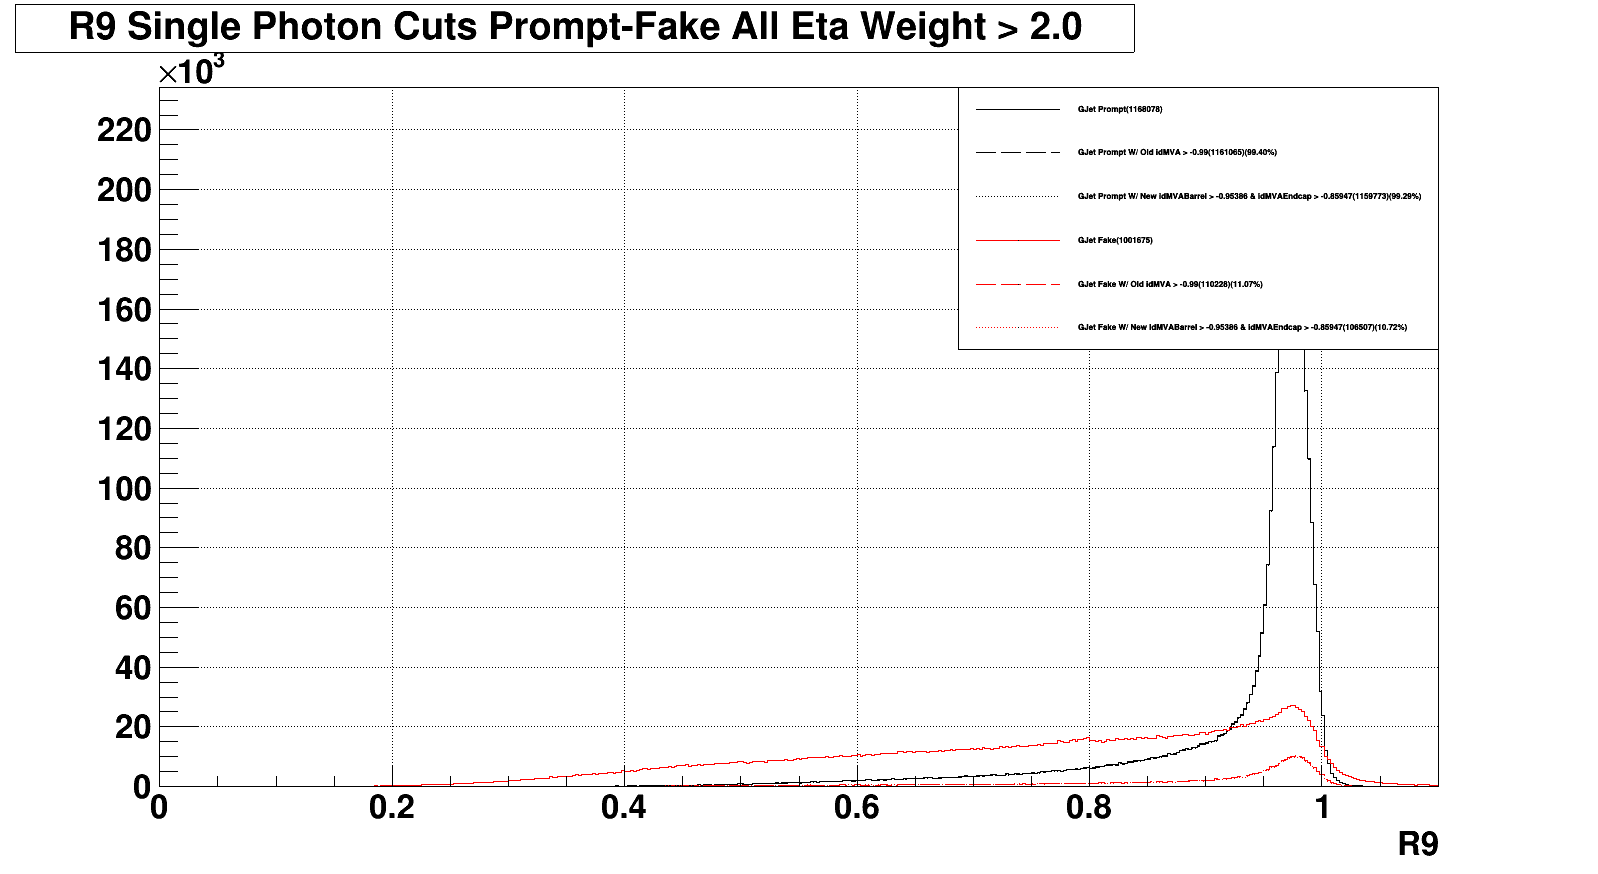 R9 Single Photon Cuts Prompt-Fake All Eta Weight > 2.0
×10³
220
200
180
160
140
120
100
80
60
40
20
0
GJet Prompt(1168078)
GJet Prompt W/ Old idMVA > -0.99(1161065)(99.40%)
GJet Prompt W/ New idMVABarrel > -0.95386 & idMVAEndcap > -0.85947(1159773)(99.29%)
GJet Fake(1001675)
GJet Fake W/ Old idMVA > -0.99(110228)(11.07%)
GJet Fake W/ New idMVABarrel > -0.95386 & idMVAEndcap > -0.85947(106507)(10.72%)
0 0.2 0.4 0.6 0.8 1
R9